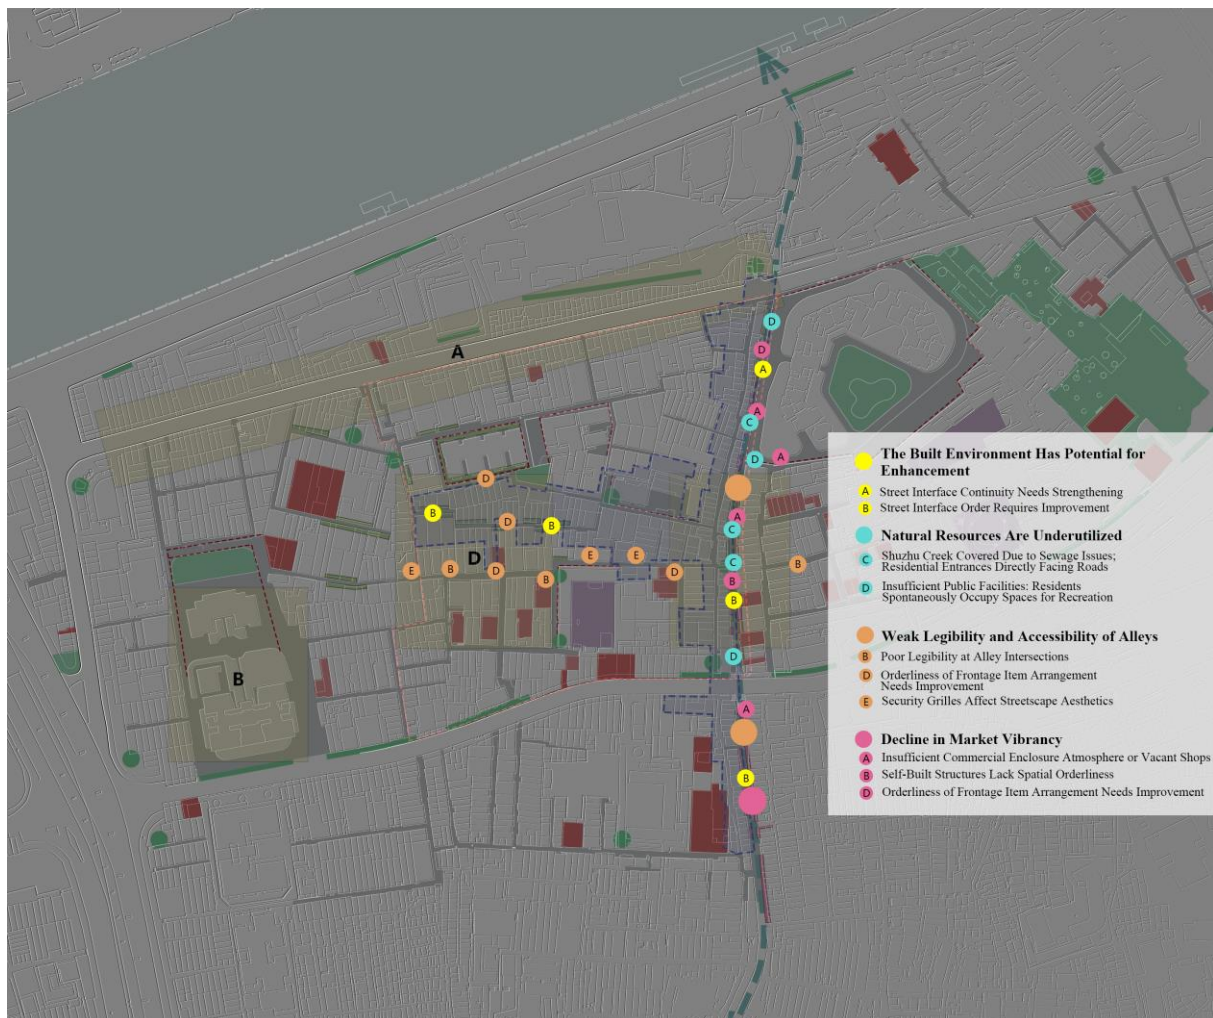 D
D
A
A
A
C
D
A
D
B
D
B
A
C
E
E
C
D
E
B
D
B
D
B
B
B
D
B
A
B
The Built Environment Has Potential for
Enhancement
A Street Interface Continuity Needs Strengthening
B Street Interface Order Requires Improvement
Natural Resources Are Underutilized
C Shuzhu Creek Covered Due to Sewage Issues;
Residential Entrances Directly Facing Roads
D Insufficient Public Facilities: Residents
Spontaneously Occupy Spaces for Recreation
Weak Legibility and Accessibility of Alleys
B Poor Legibility at Alley Intersections
D Orderliness of Frontage Item Arrangement
Needs Improvement
E Security Grilles Affect Streetscape Aesthetics
Decline in Market Vibrancy
A Insufficient Commercial Enclosure Atmosphere or Vacant Shops
B Self-Built Structures Lack Spatial Orderliness
D Orderliness of Frontage Item Arrangement Needs Improvement